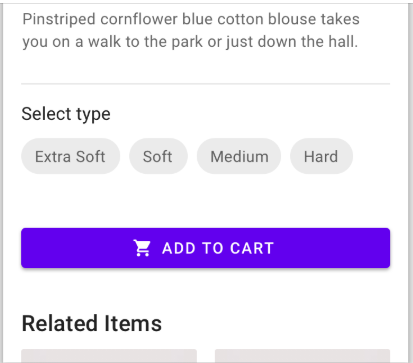 Pinstriped cornflower blue cotton blouse takes
you on a walk to the park or just down the hall.
Select type
Extra Soft Soft Medium Hard
ADD TO CART
Related Items